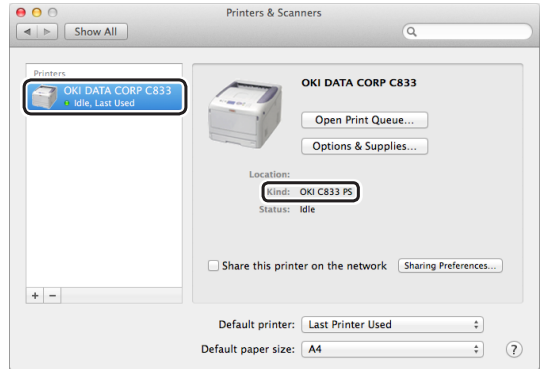 Printers & Scanners
Show All
Printers
OKI DATA CORP C833
Idle, Last Used
OKI DATA CORP C833
Open Print Queue...
Options & Supplies...
Location:
Kind: OKI C833 PS
Status: Idle
Share this printer on the network Sharing Preferences...
+ −
Default printer: Last Printer Used
Default paper size: A4 ?